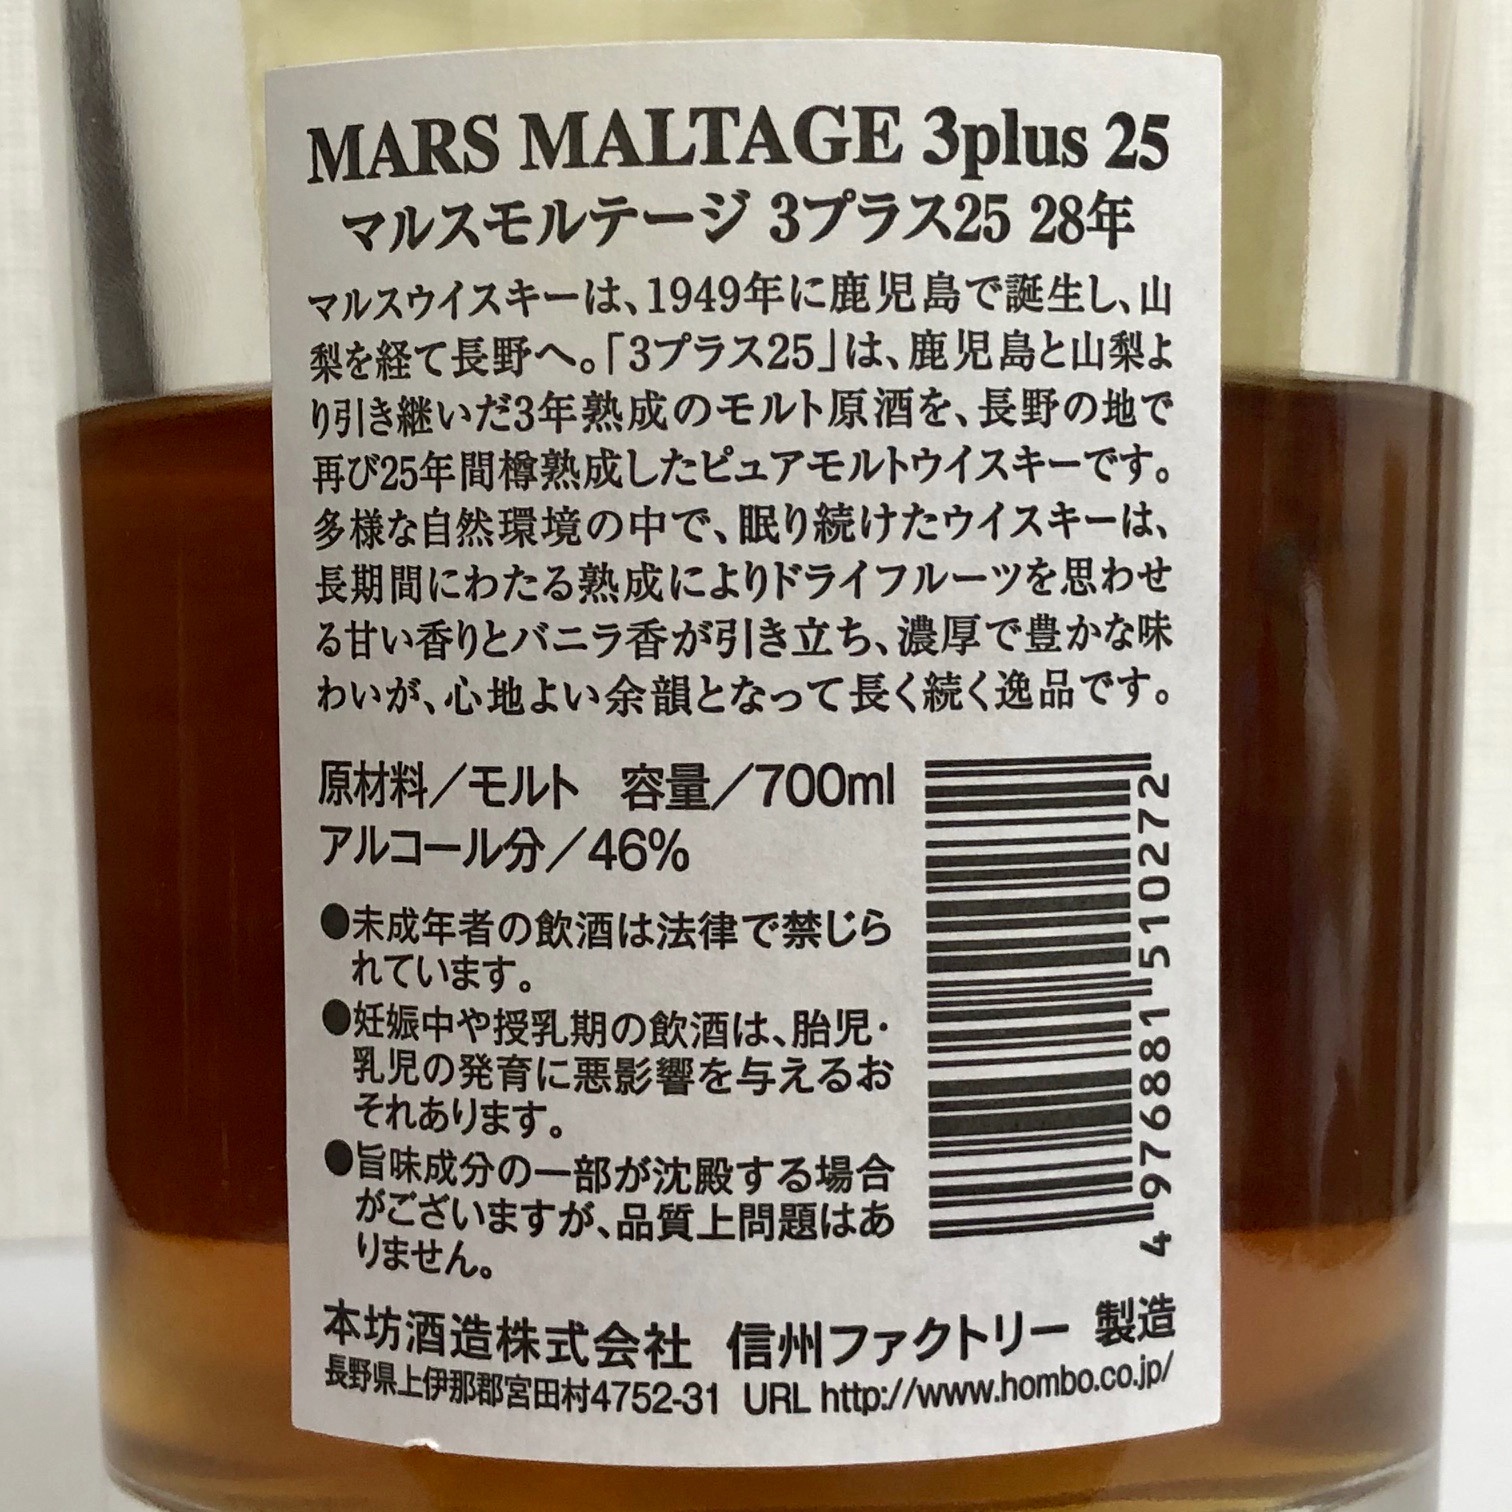 MARS MALTAGE 3plus 25
マルスモルテージ 3プラス25 28年
マルスウイスキーは、1949年に鹿児島で誕生し、山
梨を経て長野へ。「3プラス25」は、鹿児島と山梨よ
り引き継いだ3年熟成のモルト原酒を、長野の地で
再び25年間樽熟成したピュアモルトウイスキーです。
多様な自然環境の中で、眠り続けたウイスキーは、
長期間にわたる熟成によりドライフルーツを思わせ
る甘い香りとバニラ香が引き立ち、濃厚で豊かな味
わいが、心地よい余韻となって長く続く逸品です。
原材料／モルト 容量／700ml
アルコール分／46%
●未成年者の飲酒は法律で禁じら
れています。
●妊娠中や授乳期の飲酒は、胎児・
乳児の発育に悪影響を与えるお
それあります。
●旨味成分の一部が沈殿する場合
がございますが、品質上問題はあ
りません。
4 976881 510272
本坊酒造株式会社 信州ファクトリー 製造
長野県上伊那郡宮田村4752-31 URL http://www.hombo.co.jp/